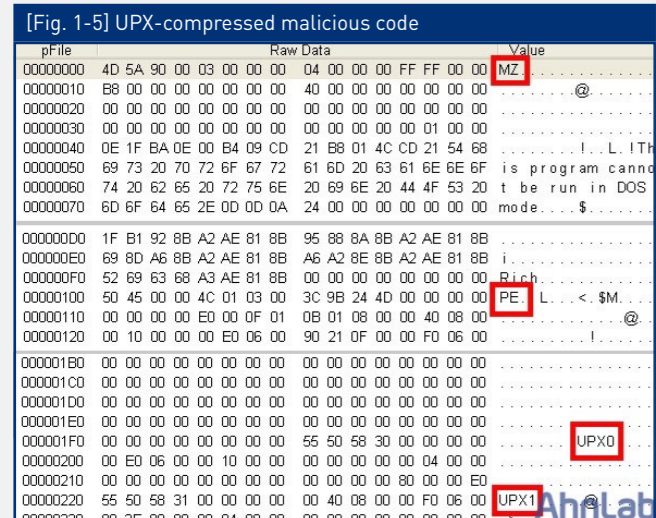 [Fig. 1-5] UPX-compressed malicious code
pFile Raw Data Value
00000000 4D 5A 90 00 03 00 00 00 04 00 00 00 FF FF 00 00 MZ..............
00000010 B8 00 00 00 00 00 00 00 40 00 00 00 00 00 00 00 ........@.......
00000020 00 00 00 00 00 00 00 00 00 00 00 00 00 00 00 00 ................
00000030 00 00 00 00 00 00 00 00 00 00 00 00 00 01 00 00 ................
00000040 0E 1F BA 0E 00 B4 09 CD 21 B8 01 4C CD 21 54 68 ........!..L.!Th
00000050 69 73 20 70 72 6F 67 72 61 6D 20 63 61 6E 6E 6F is program canno
00000060 74 20 62 65 20 72 75 6E 20 69 6E 20 44 4F 53 20 t be run in DOS
00000070 6D 6F 64 65 2E 0D 0D 0A 24 00 00 00 00 00 00 00 mode....$.......
000000D0 1F B1 92 8B A2 AE 81 8B 95 88 8A 8B A2 AE 81 8B ................
000000E0 69 8D A6 8B A2 AE 81 8B A6 A2 8E 8B A2 AE 81 8B i...............
000000F0 52 69 63 68 A3 AE 81 8B 00 00 00 00 00 00 00 00 Rich............
00000100 50 45 00 00 4C 01 03 00 3C 9B 24 4D 00 00 00 00 PE..L...<.$M....
00000110 00 00 00 00 E0 00 0F 01 0B 01 08 00 00 40 08 00 .............@..
00000120 00 10 00 00 00 E0 06 00 90 21 0F 00 00 F0 06 00 .........!......
000001B0 00 00 00 00 00 00 00 00 00 00 00 00 00 00 00 00 ................
000001C0 00 00 00 00 00 00 00 00 00 00 00 00 00 00 00 00 ................
000001D0 00 00 00 00 00 00 00 00 00 00 00 00 00 00 00 00 ................
000001E0 00 00 00 00 00 00 00 00 00 00 00 00 00 00 00 00 ................
000001F0 00 00 00 00 00 00 00 00 55 50 58 30 00 00 00 00 ........UPX0....
00000200 00 E0 06 00 00 10 00 00 00 00 00 00 00 04 00 00 ................
00000210 00 00 00 00 00 00 00 00 00 00 00 00 80 00 00 E0 ................
00000220 55 50 58 31 00 00 00 00 00 40 08 00 00 F0 06 00 UPX1.....@..
AhnLab